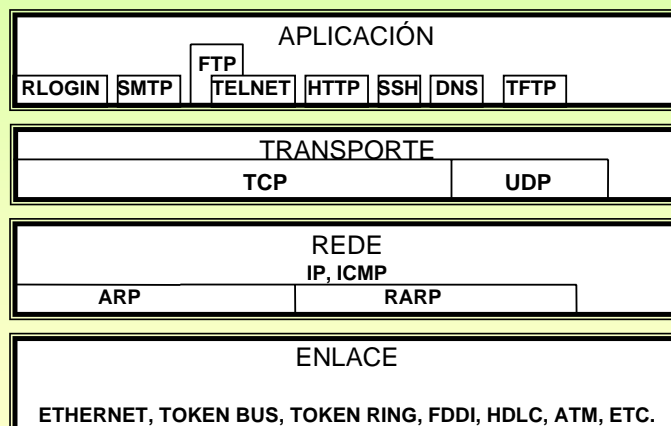 APLICACIÓN
FTP
RLOGIN SMTP TELNET HTTP SSH DNS TFTP
TRANSPORTE
TCP UDP
REDE
IP, ICMP
ARP RARP
ENLACE
ETHERNET, TOKEN BUS, TOKEN RING, FDDI, HDLC, ATM, ETC.